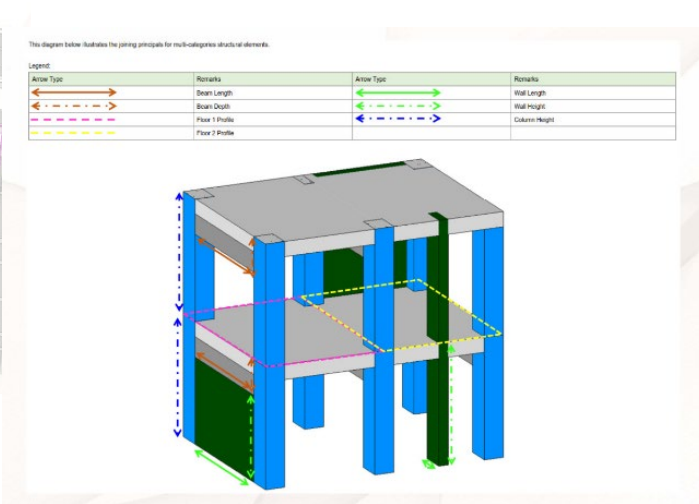 This diagram below illustrates the joining principals for multi-categories structural elements.
Legend:
Arrow Type Remarks Arrow Type Remarks
Beam Length Wall Length
Beam Depth Wall Height
Floor 1 Profile Column Height
Floor 2 Profile